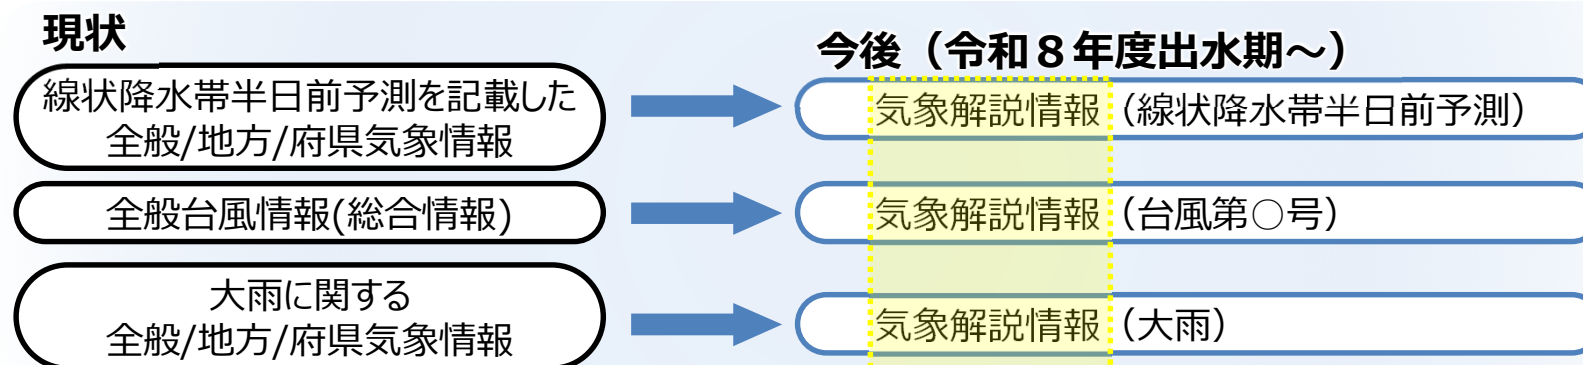 現状
今後（令和８年度出水期～）
線状降水帯半日前予測を記載した
全般/地方/府県気象情報
気象解説情報（線状降水帯半日前予測）
全般台風情報(総合情報)
気象解説情報（台風第○号）
大雨に関する
全般/地方/府県気象情報
気象解説情報（大雨）